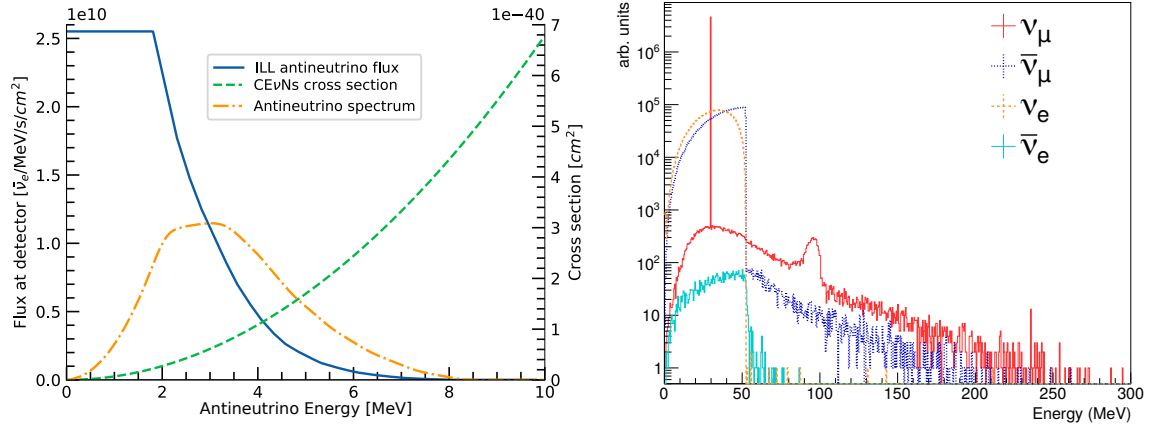 1e10
1e−40
Flux at detector [ν̄e/MeV/s/cm²]
2.5
2.0
1.5
1.0
0.5
0.0
ILL antineutrino flux
CEνNs cross section
Antineutrino spectrum
7
6
5
4
3
2
1
0
Cross section [cm²]
0 2 4 6 8 10
Antineutrino Energy [MeV]
arb. units
10⁶
10⁵
10⁴
10³
10²
10
1
νμ
ν̄μ
νe
ν̄e
0 50 100 150 200 250 300
Energy (MeV)